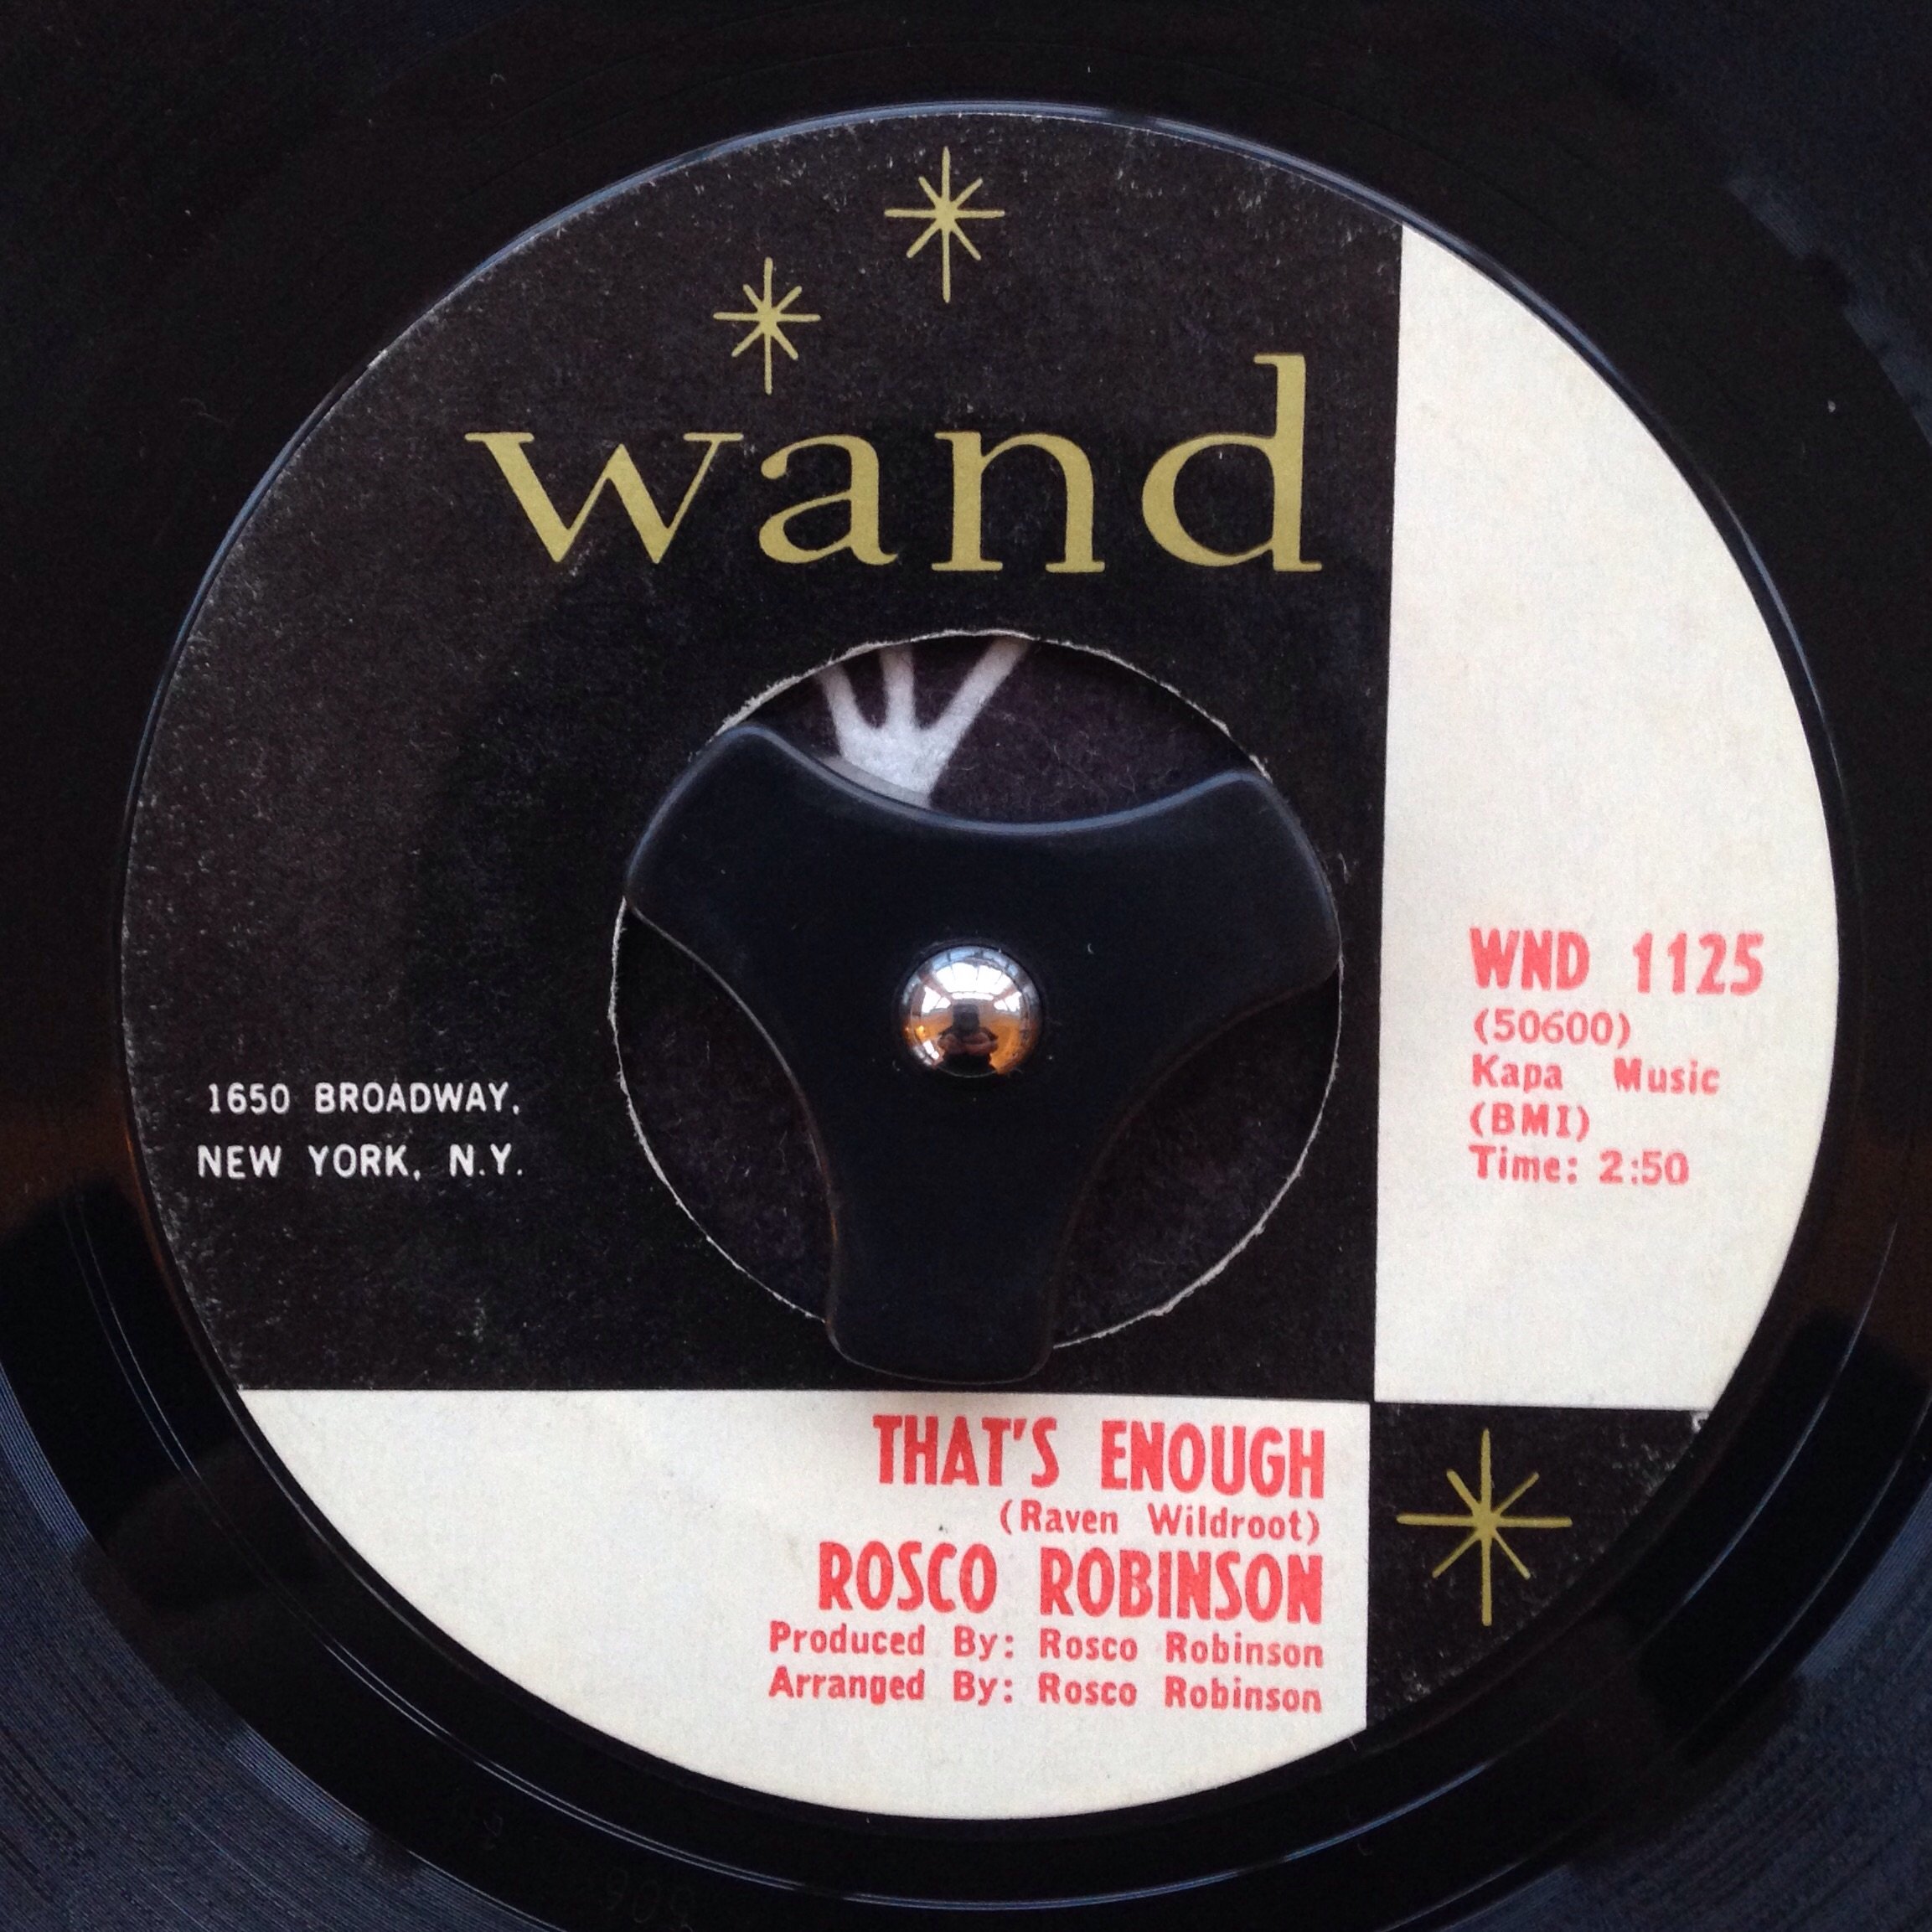 wand
1650 BROADWAY.
NEW YORK, N.Y.
WND 1125
(50600)
Kapa Music
(BMI)
Time: 2:50
THAT'S ENOUGH
(Raven Wildroot)
ROSCO ROBINSON
Produced By: Rosco Robinson
Arranged By: Rosco Robinson